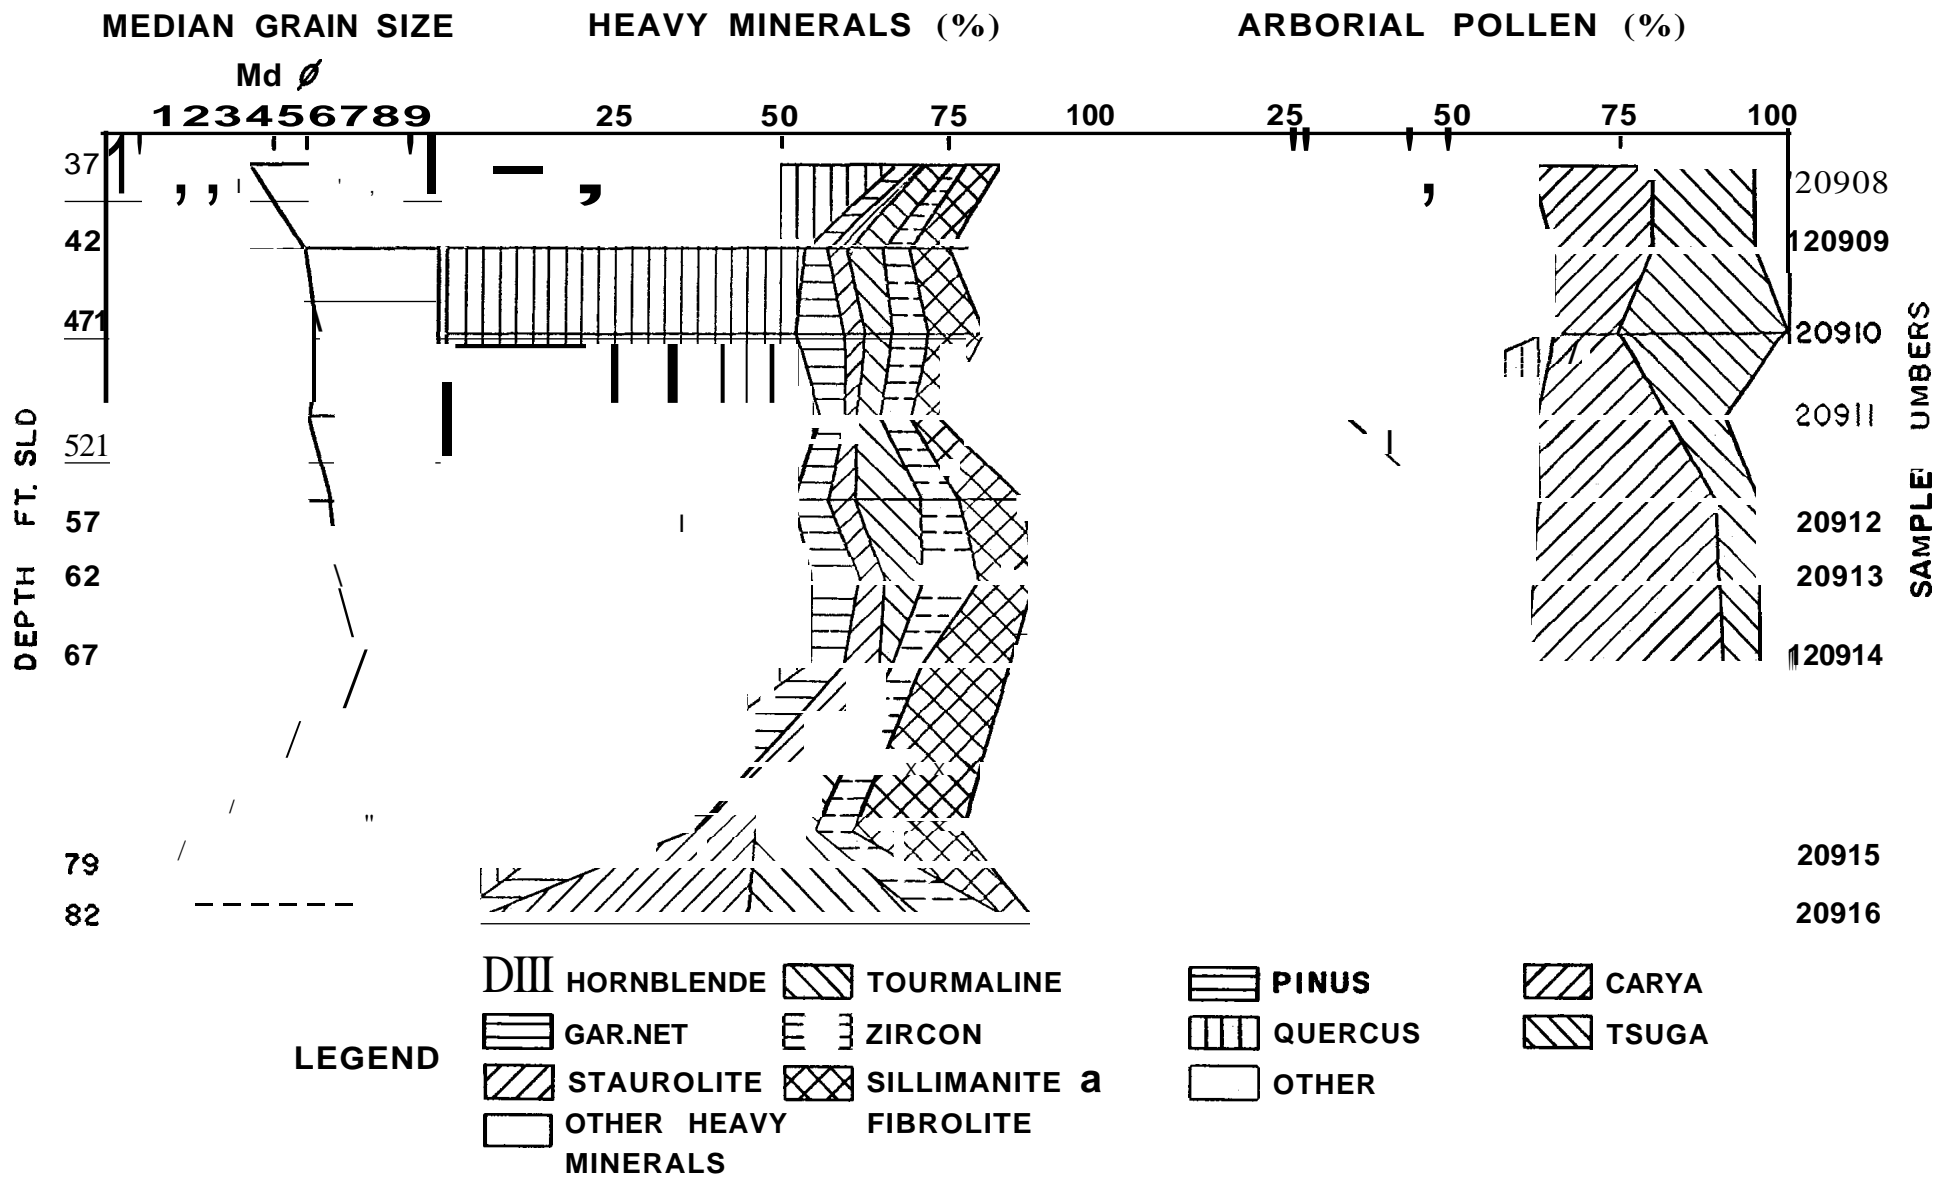 MEDIAN GRAIN SIZE HEAVY MINERALS (%) ARBORIAL POLLEN (%)
Md ø
123456789 25 50 75 100 25 50 75 100
37 20908
42 120909
471 20910
521 20911
57 20912
62 20913
67 120914
79 20915
82 20916
DEPTH FT. SLD
SAMPLE UMBERS
LEGEND
DIII HORNBLENDE TOURMALINE PINUS CARYA
GAR.NET ZIRCON QUERCUS TSUGA
STAUROLITE SILLIMANITE a OTHER
OTHER HEAVY FIBROLITE
MINERALS